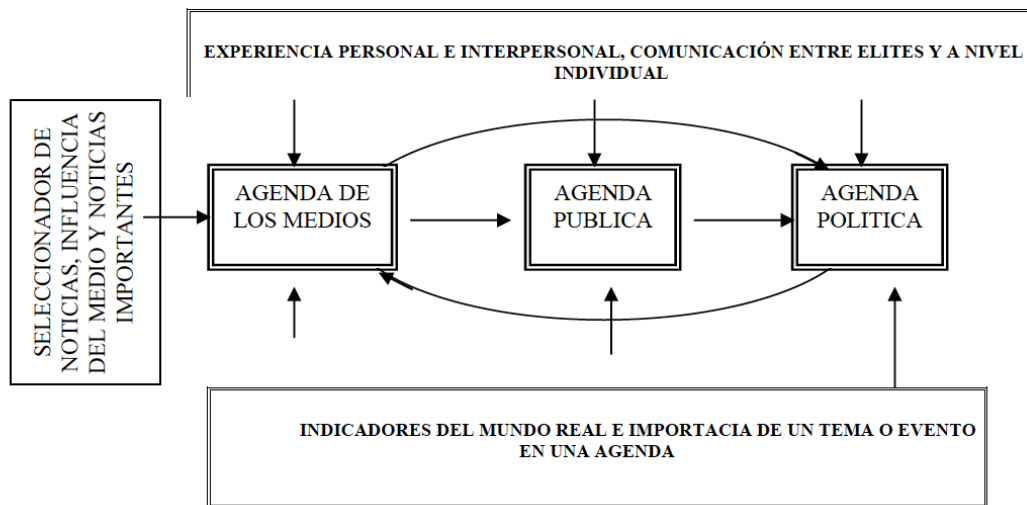 EXPERIENCIA PERSONAL E INTERPERSONAL, COMUNICACIÓN ENTRE ELITES Y A NIVEL
INDIVIDUAL
SELECCIONADOR DE
NOTICIAS, INFLUENCIA
DEL MEDIO Y NOTICIAS
IMPORTANTES
AGENDA DE
LOS MEDIOS
AGENDA
PUBLICA
AGENDA
POLITICA
INDICADORES DEL MUNDO REAL E IMPORTACIA DE UN TEMA O EVENTO
EN UNA AGENDA